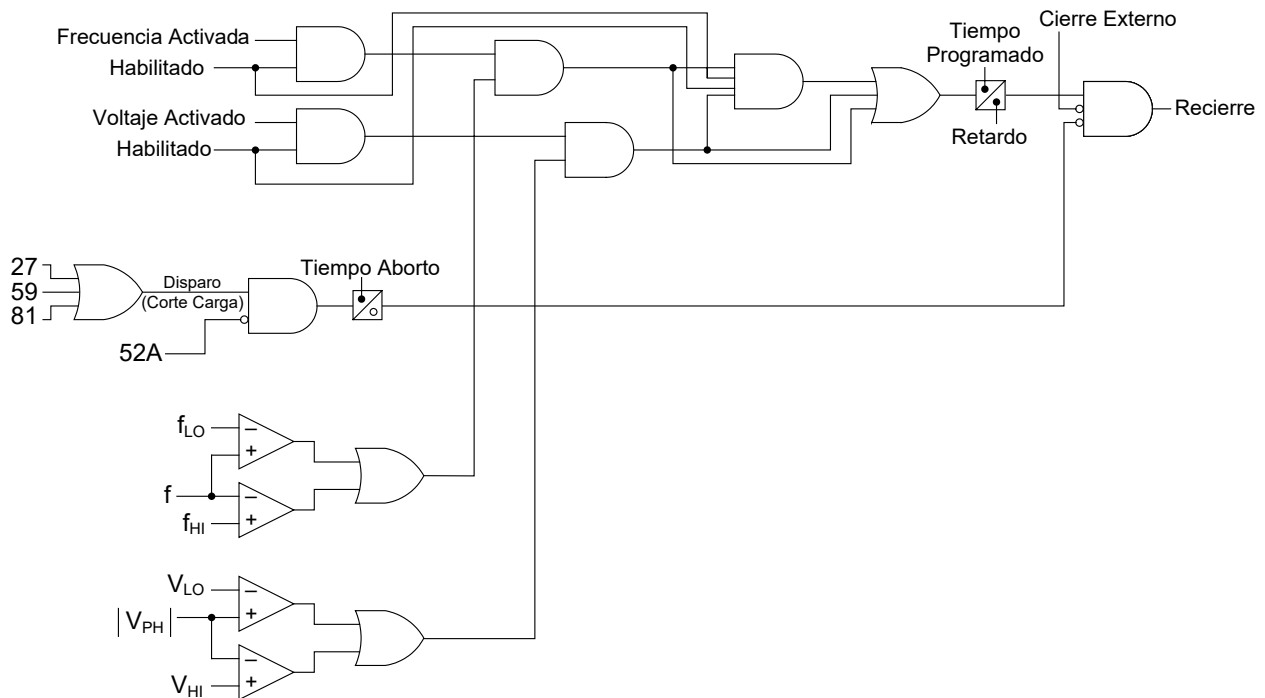 Frecuencia Activada
Habilitado
Voltaje Activado
Habilitado
Cierre Externo
Tiempo
Programado
Retardo
Recierre
27
59
81
Disparo
(Corte Carga)
52A
Tiempo Aborto
fLO
f
fHI
VLO
|VPH|
VHI
−
+
−
+
−
+
−
+